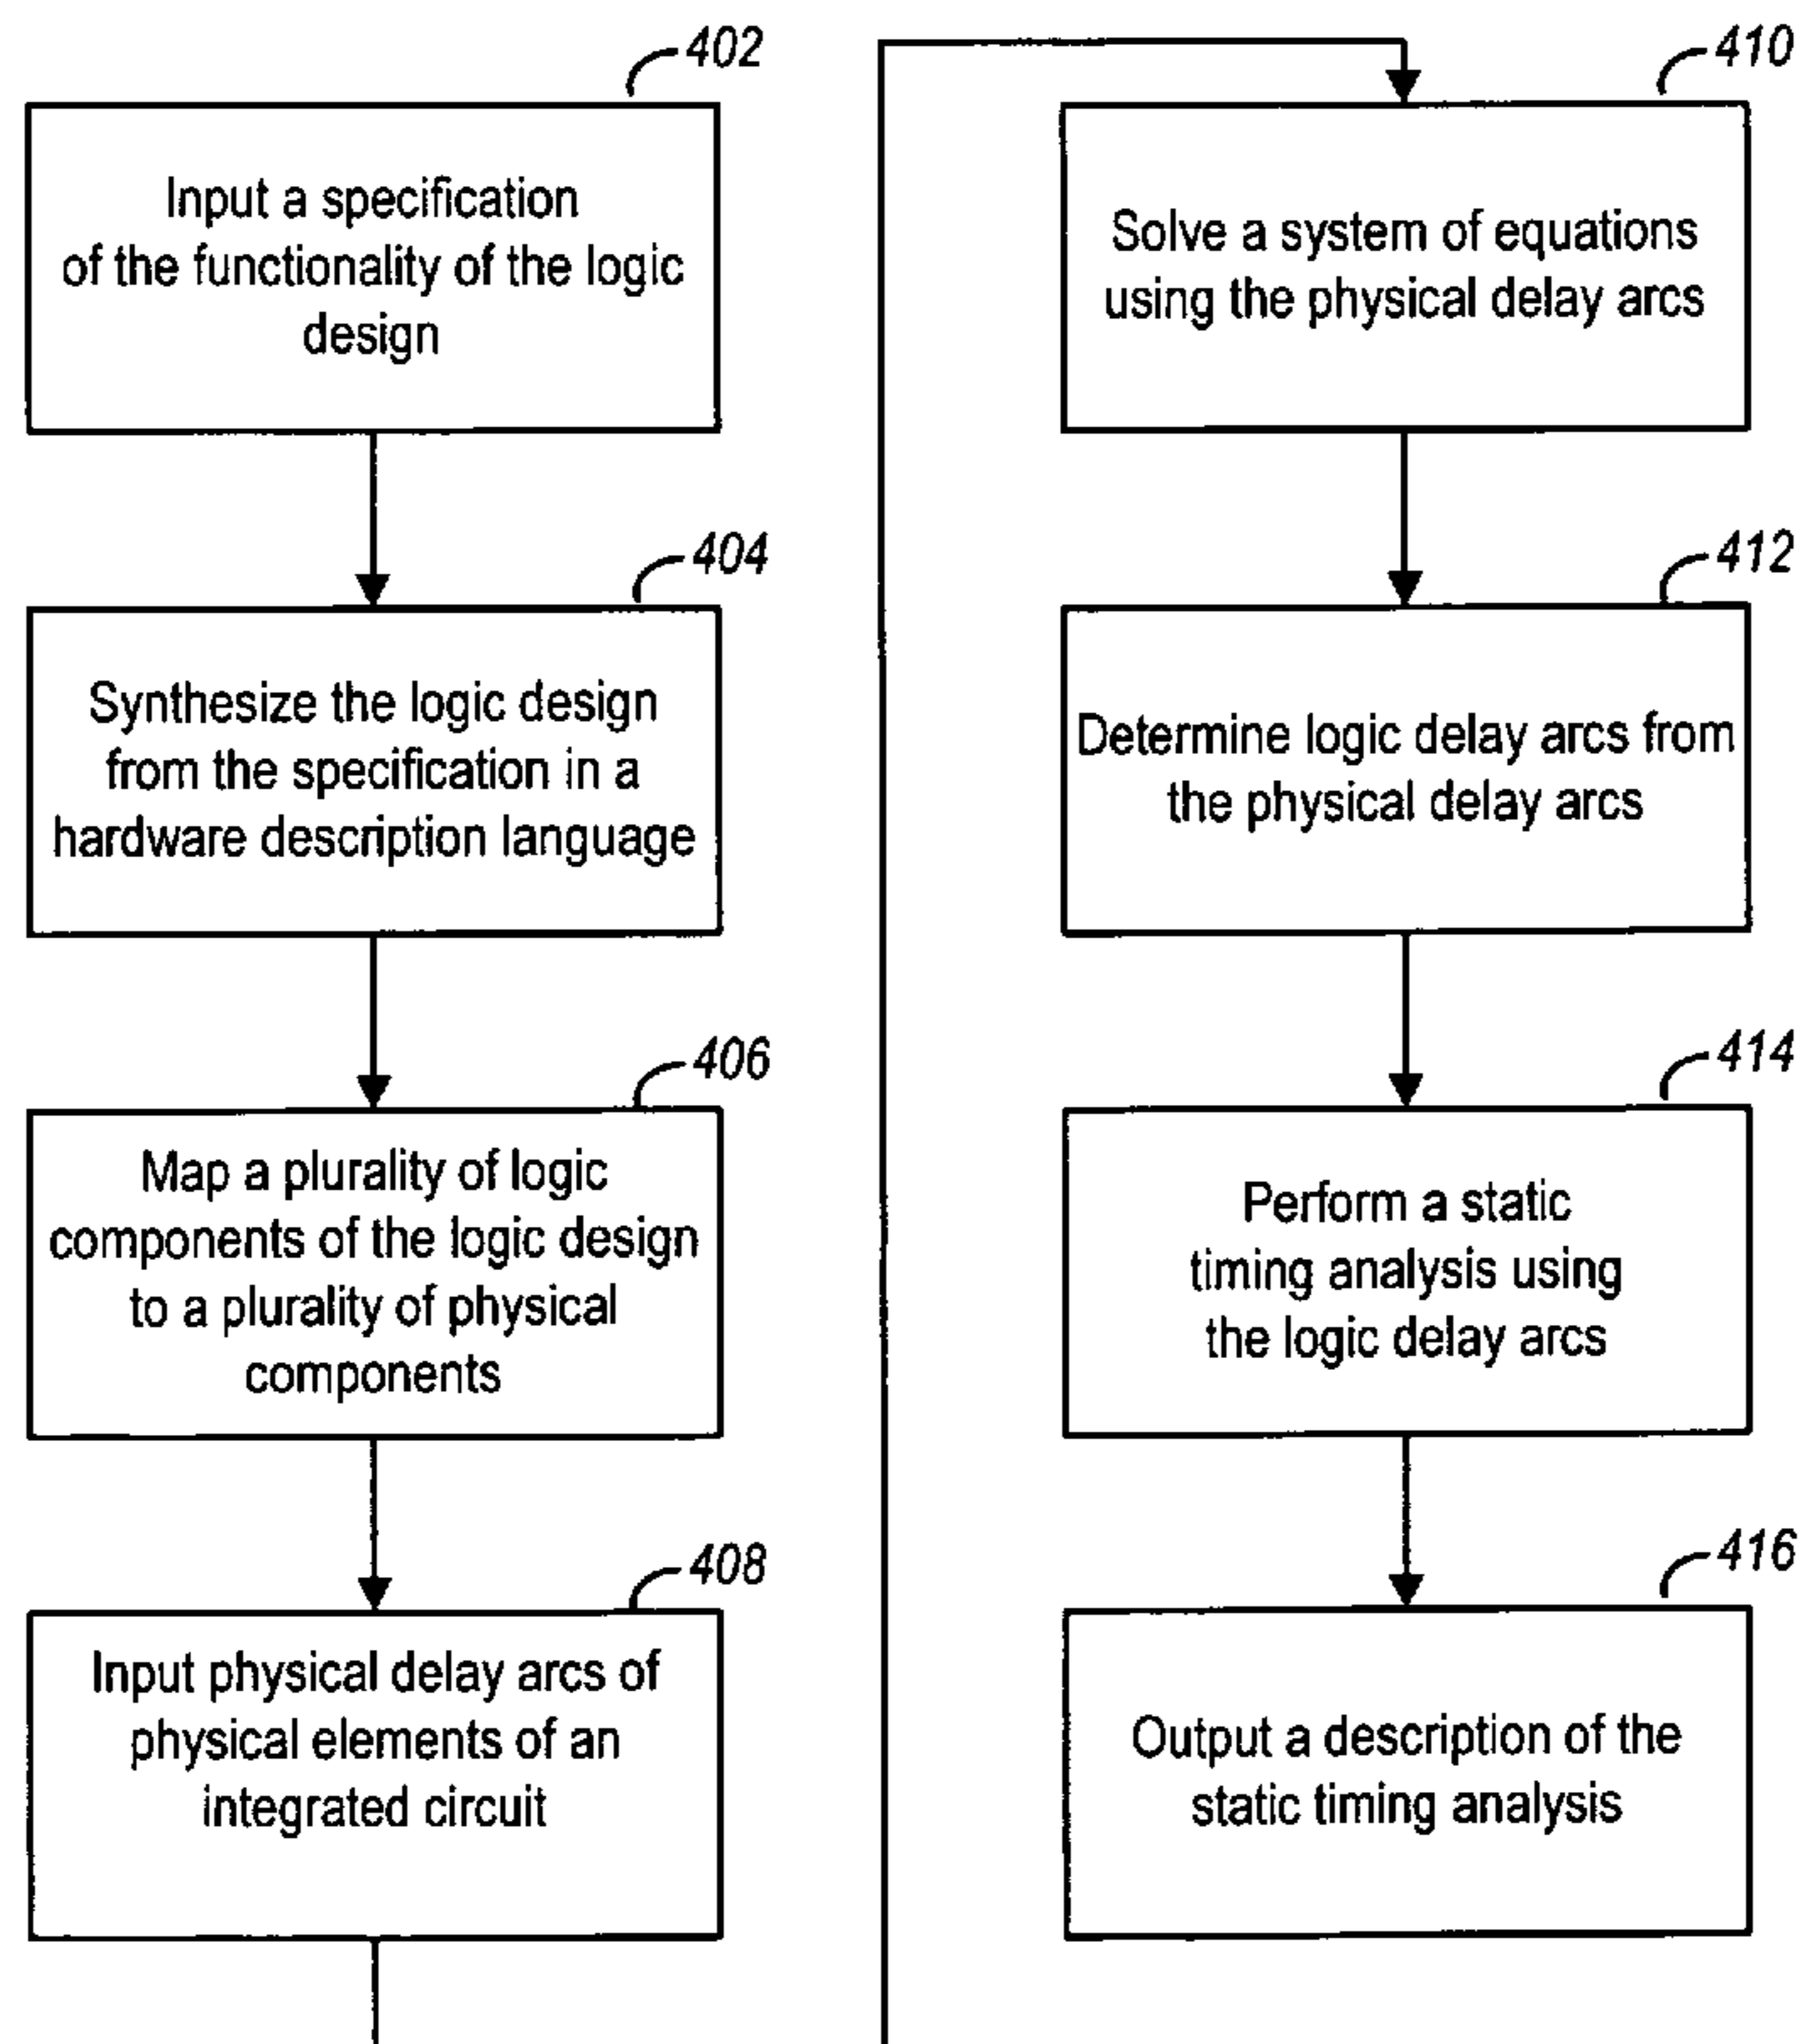 402
Input a specification
of the functionality of the logic
design
404
Synthesize the logic design
from the specification in a
hardware description language
406
Map a plurality of logic
components of the logic design
to a plurality of physical
components
408
Input physical delay arcs of
physical elements of an
integrated circuit
410
Solve a system of equations
using the physical delay arcs
412
Determine logic delay arcs from
the physical delay arcs
414
Perform a static
timing analysis using
the logic delay arcs
416
Output a description of the
static timing analysis